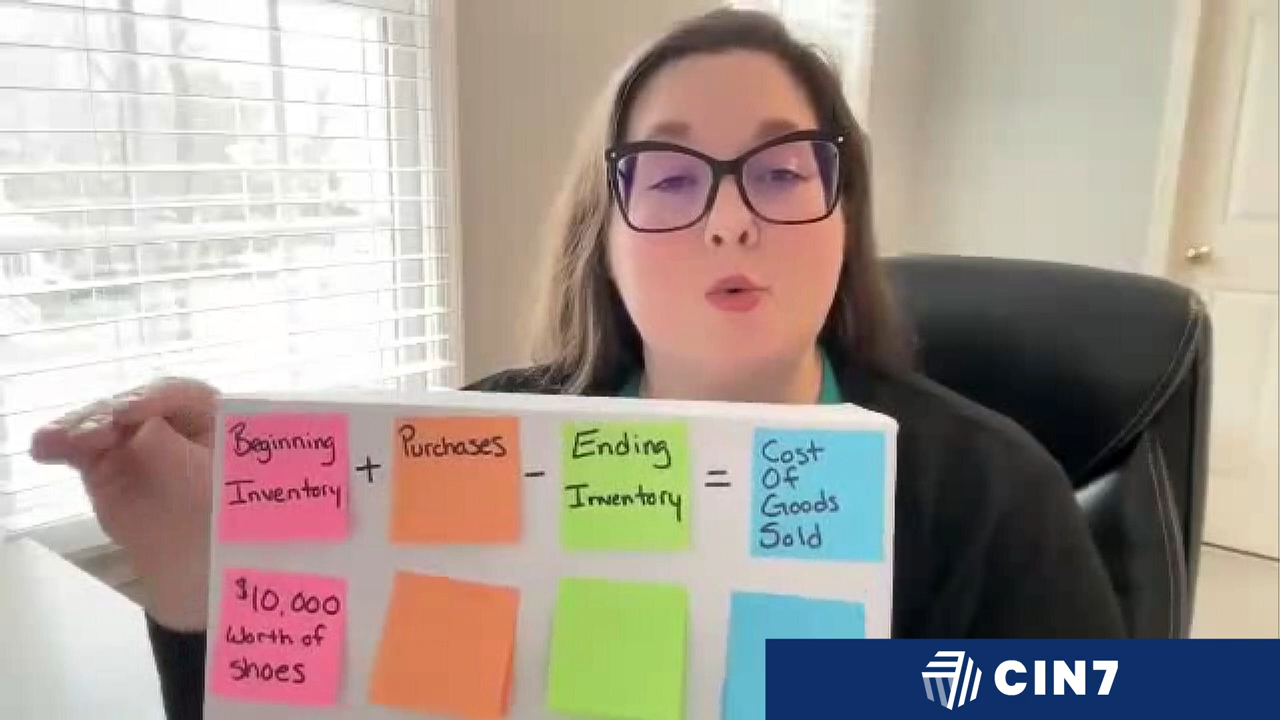 Beginning
Inventory
+
Purchases
-
Ending
Inventory
=
Cost
Of
Goods
Sold
$10,000
Worth of
Shoes
CIN7